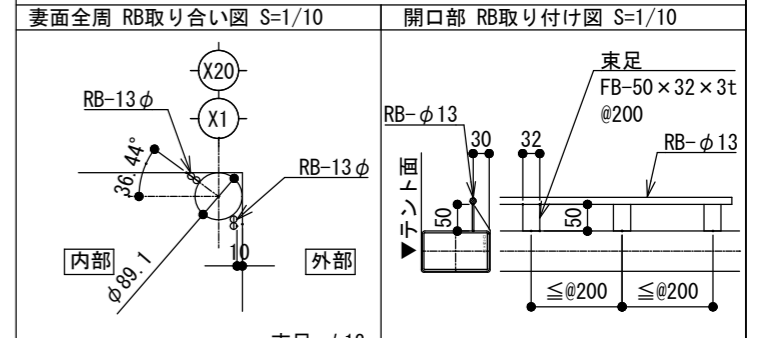 妻面全周 RB取り合い図 S=1/10
X20
X1
RB-13φ
36.44°
RB-13φ
10
内部
外部
φ89.1
開口部 RB取り付け図 S=1/10
束足
FB-50×32×3t
@200
RB-φ13
30
32
RB-φ13
▼テント面
50
50
≦@200
≦@200